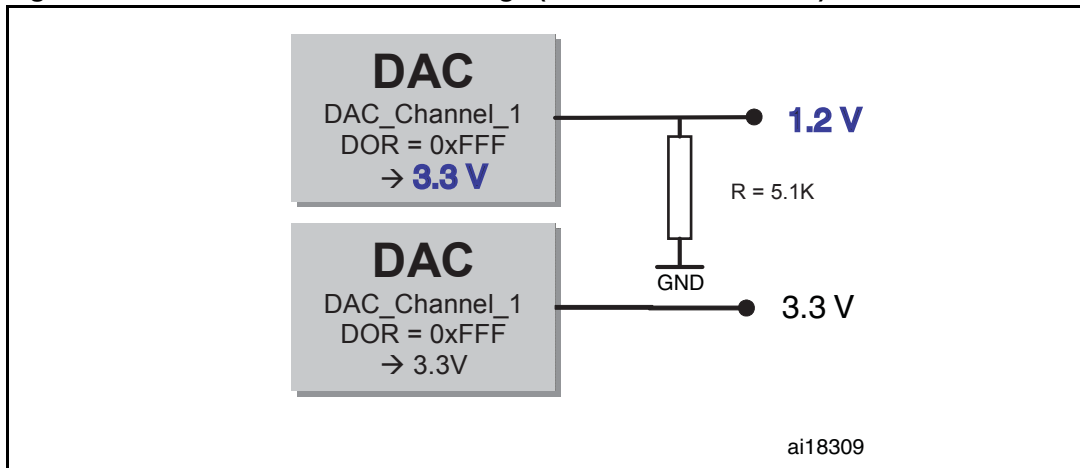 DAC
DAC_Channel_1
DOR = 0xFFF
→ 3.3 V
1.2 V
R = 5.1K
GND
DAC
DAC_Channel_1
DOR = 0xFFF
→ 3.3V
3.3 V
ai18309